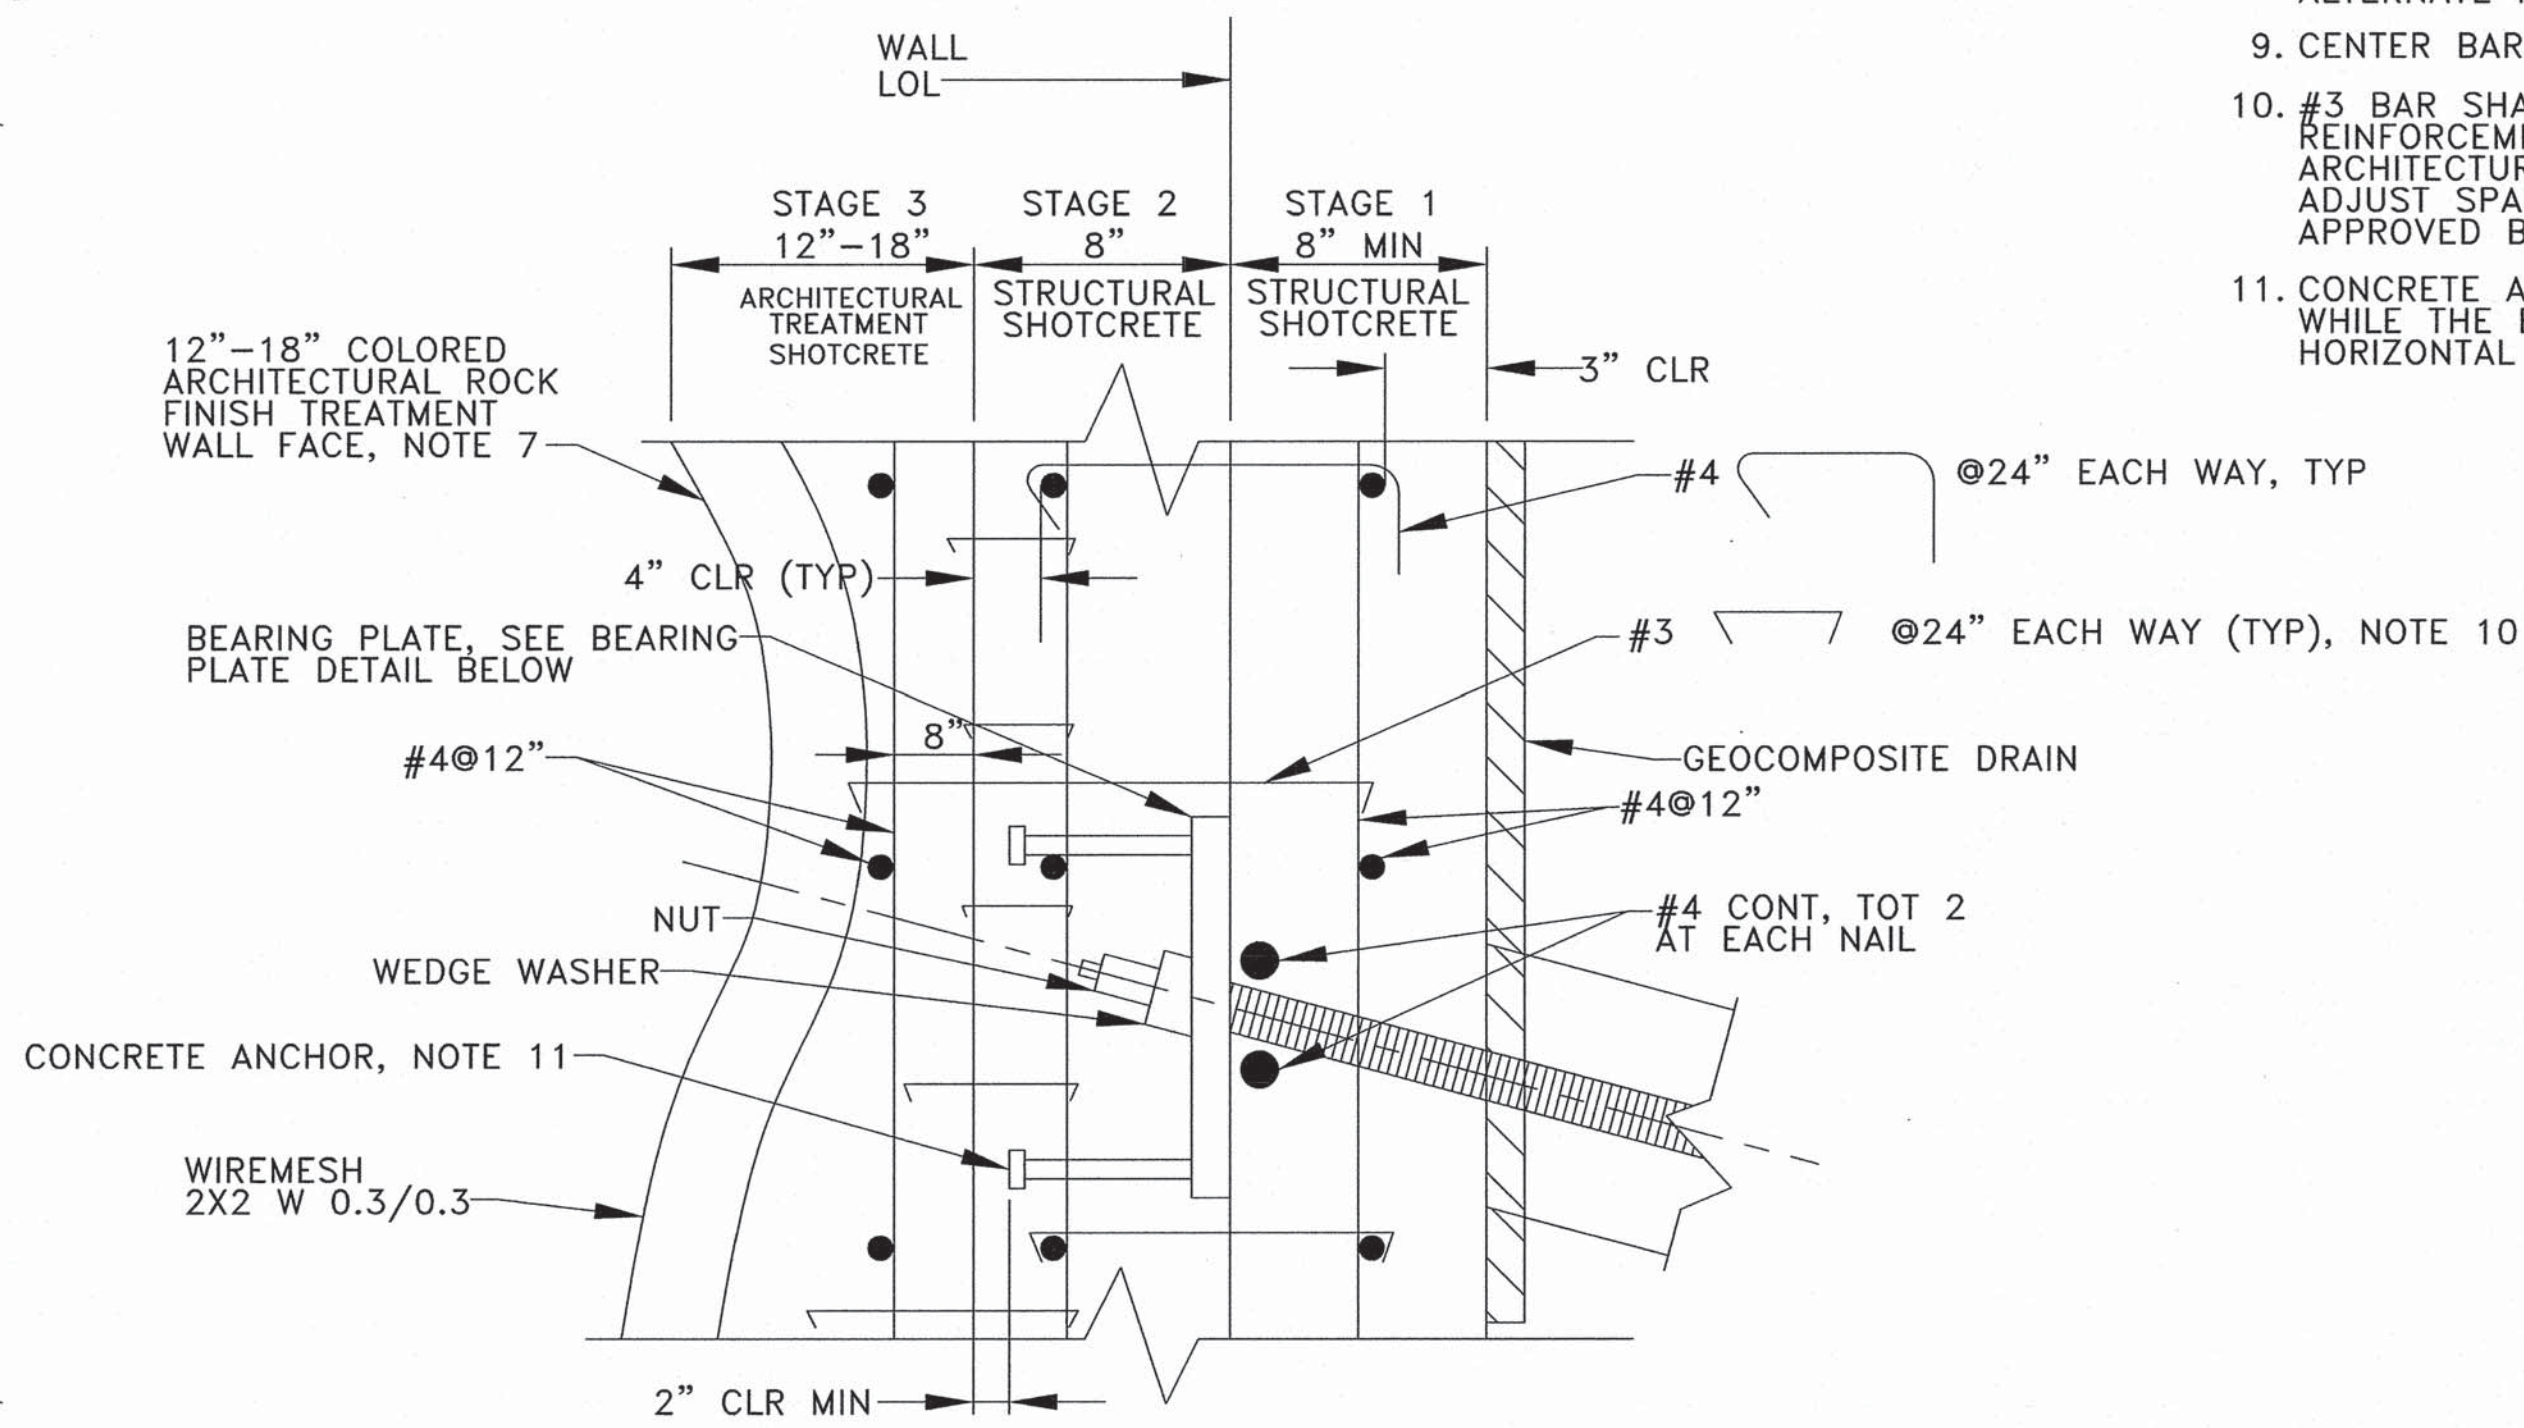 WALL
LOL
STAGE 3
12”–18”
ARCHITECTURAL
TREATMENT
SHOTCRETE
STAGE 2
8”
STRUCTURAL
SHOTCRETE
STAGE 1
8” MIN
STRUCTURAL
SHOTCRETE
3” CLR
12”–18” COLORED
ARCHITECTURAL ROCK
FINISH TREATMENT
WALL FACE, NOTE 7
#4 @24” EACH WAY, TYP
4” CLR (TYP)
#3 @24” EACH WAY (TYP), NOTE 10
BEARING PLATE, SEE BEARING
PLATE DETAIL BELOW
8”
#4@12”
GEOCOMPOSITE DRAIN
#4@12”
NUT
#4 CONT, TOT 2
AT EACH NAIL
WEDGE WASHER
CONCRETE ANCHOR, NOTE 11
WIREMESH
2X2 W 0.3/0.3
2” CLR MIN
9. CENTER BAR
10. #3 BAR
REINFORCEM
ARCHITECTUR
ADJUST SPA
APPROVED B
11. CONCRETE A
WHILE THE
HORIZONTAL